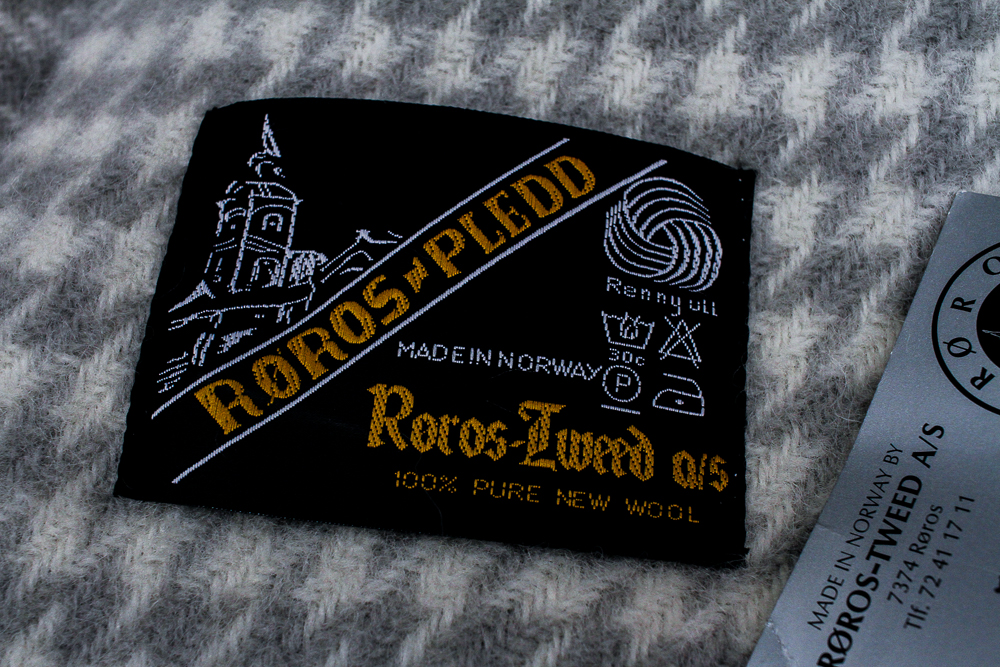 RØROS-PLEDD
Ren ny ull
30c
MADE IN NORWAY
P
Røros-Tweed a/s
100% PURE NEW WOOL
RØRO
MADE IN NORWAY BY
RØROS-TWEED A/S
7374 Røros
Tlf. 72 41 17 11